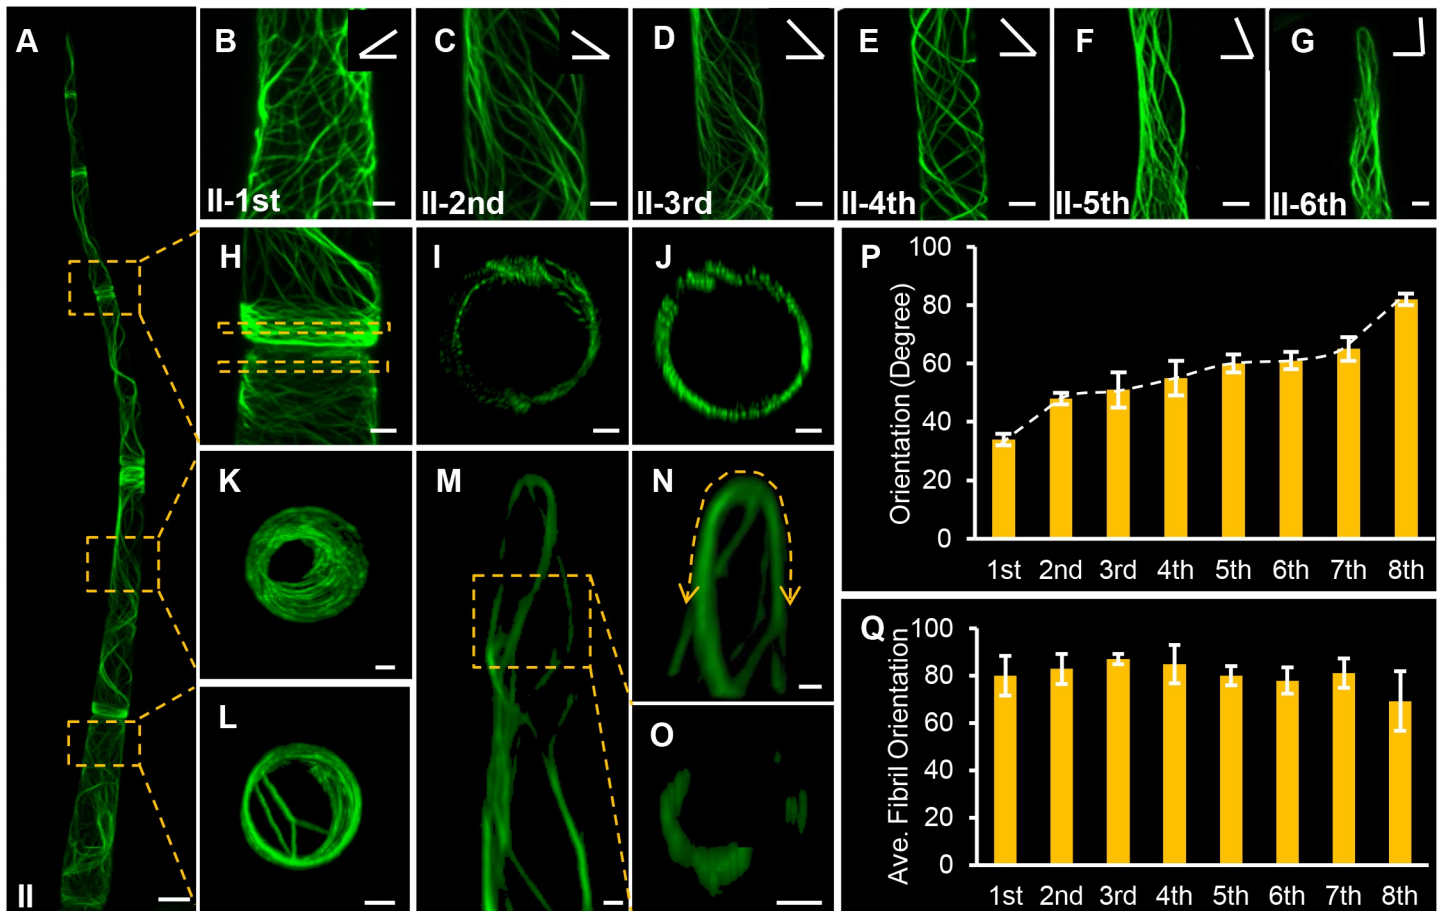 A
B
C
D
E
F
G
II-1st
II-2nd
II-3rd
II-4th
II-5th
II-6th
H
I
J
K
L
M
N
O
II
P
Orientation (Degree)
100
80
60
40
20
0
1st 2nd 3rd 4th 5th 6th 7th 8th
Q
Ave. Fibril Orientation
100
80
60
40
20
0
1st 2nd 3rd 4th 5th 6th 7th 8th